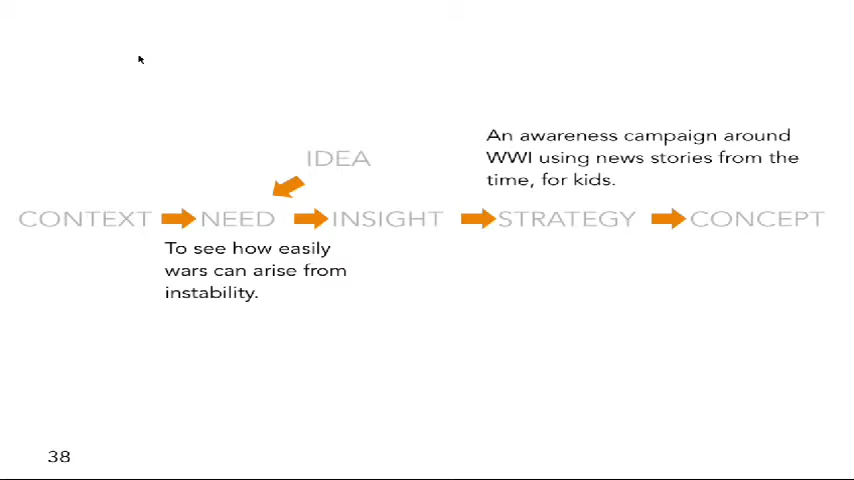 An awareness campaign around
WWI using news stories from the
time, for kids.
IDEA
CONTEXT NEED INSIGHT STRATEGY CONCEPT
To see how easily
wars can arise from
instability.
38